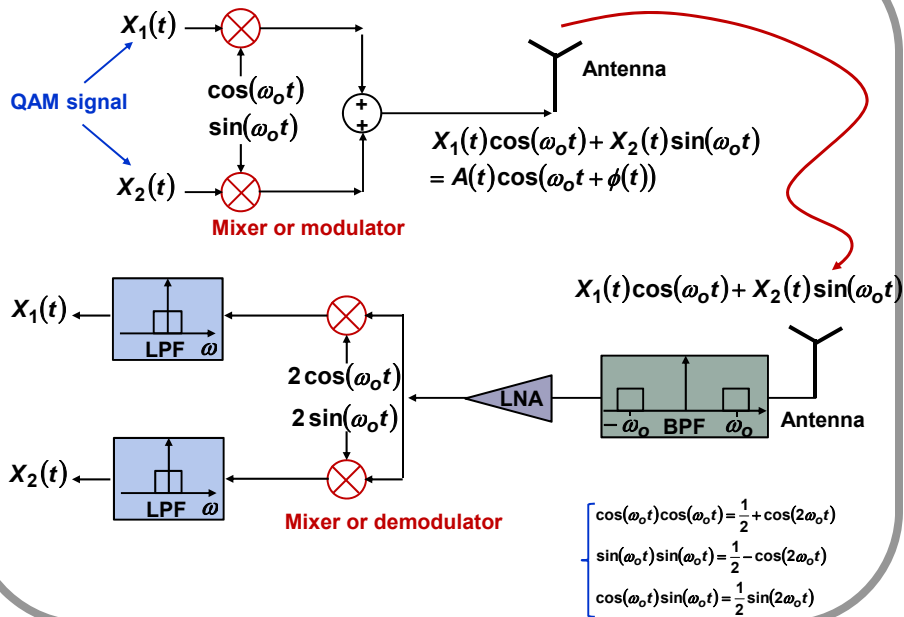 X₁(t)
QAM signal
cos(ωₒt)
sin(ωₒt)
X₂(t)
+
+
Mixer or modulator
Antenna
X₁(t)cos(ωₒt) + X₂(t)sin(ωₒt)
= A(t)cos(ωₒt + ϕ(t))
X₁(t)cos(ωₒt) + X₂(t)sin(ωₒt)
X₁(t)
LPF ω
2cos(ωₒt)
2sin(ωₒt)
LNA
−ωₒ BPF ωₒ
Antenna
X₂(t)
LPF ω
Mixer or demodulator
cos(ωₒt)cos(ωₒt) = 1/2 + cos(2ωₒt)
sin(ωₒt)sin(ωₒt) = 1/2 − cos(2ωₒt)
cos(ωₒt)sin(ωₒt) = 1/2 sin(2ωₒt)